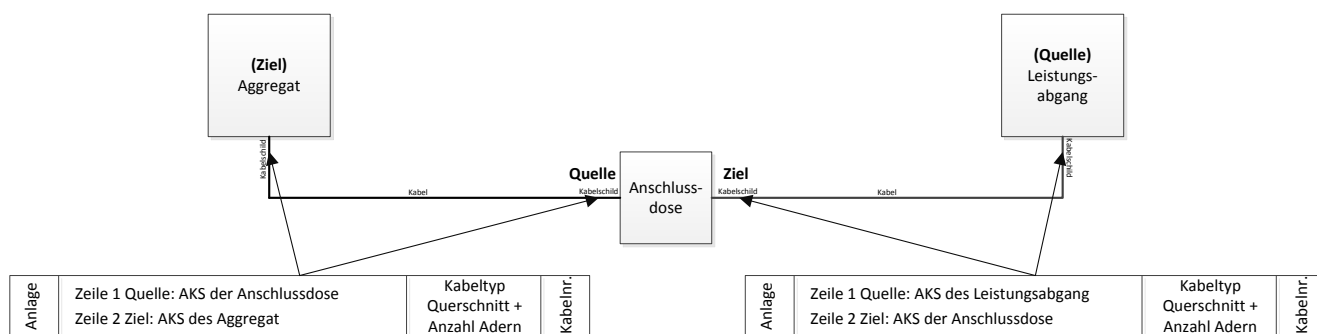 (Ziel)
Aggregat
(Quelle)
Leistungs-
abgang
Kabelschild
Kabelschild
Quelle
Ziel
Anschluss-
dose
Kabel
Kabelschild
Kabelschild
Kabel
Anlage
Zeile 1 Quelle: AKS der Anschlussdose
Zeile 2 Ziel: AKS des Aggregat
Kabeltyp
Querschnitt +
Anzahl Adern
Kabelnr.
Anlage
Zeile 1 Quelle: AKS des Leistungsabgang
Zeile 2 Ziel: AKS der Anschlussdose
Kabeltyp
Querschnitt +
Anzahl Adern
Kabelnr.